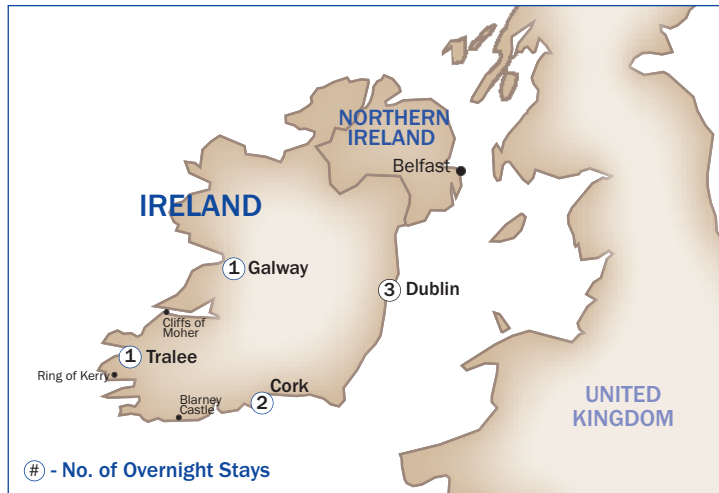 NORTHERN
IRELAND
Belfast
IRELAND
1 Galway
3 Dublin
Cliffs of
Moher
1 Tralee
Ring of Kerry
Cork
2
Blarney
Castle
UNITED
KINGDOM
# - No. of Overnight Stays